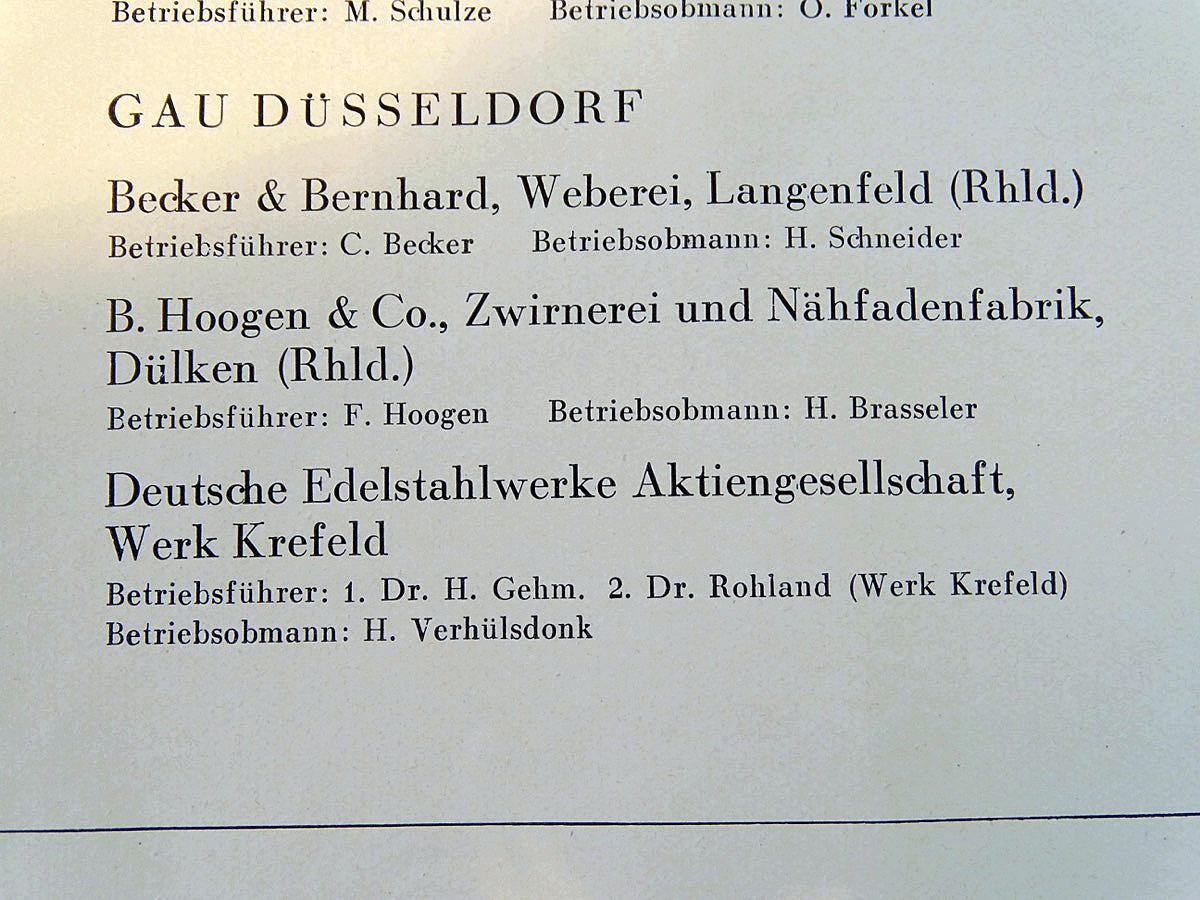 Betriebsführer: M. Schulze Betriebsobmann: O. Forkel
GAU DÜSSELDORF
Becker & Bernhard, Weberei, Langenfeld (Rhld.)
Betriebsführer: C. Becker Betriebsobmann: H. Schneider
B. Hoogen & Co., Zwirnerei und Nähfadenfabrik,
Dülken (Rhld.)
Betriebsführer: F. Hoogen Betriebsobmann: H. Brasseler
Deutsche Edelstahlwerke Aktiengesellschaft,
Werk Krefeld
Betriebsführer: 1. Dr. H. Gehm. 2. Dr. Rohland (Werk Krefeld)
Betriebsobmann: H. Verhülsdonk